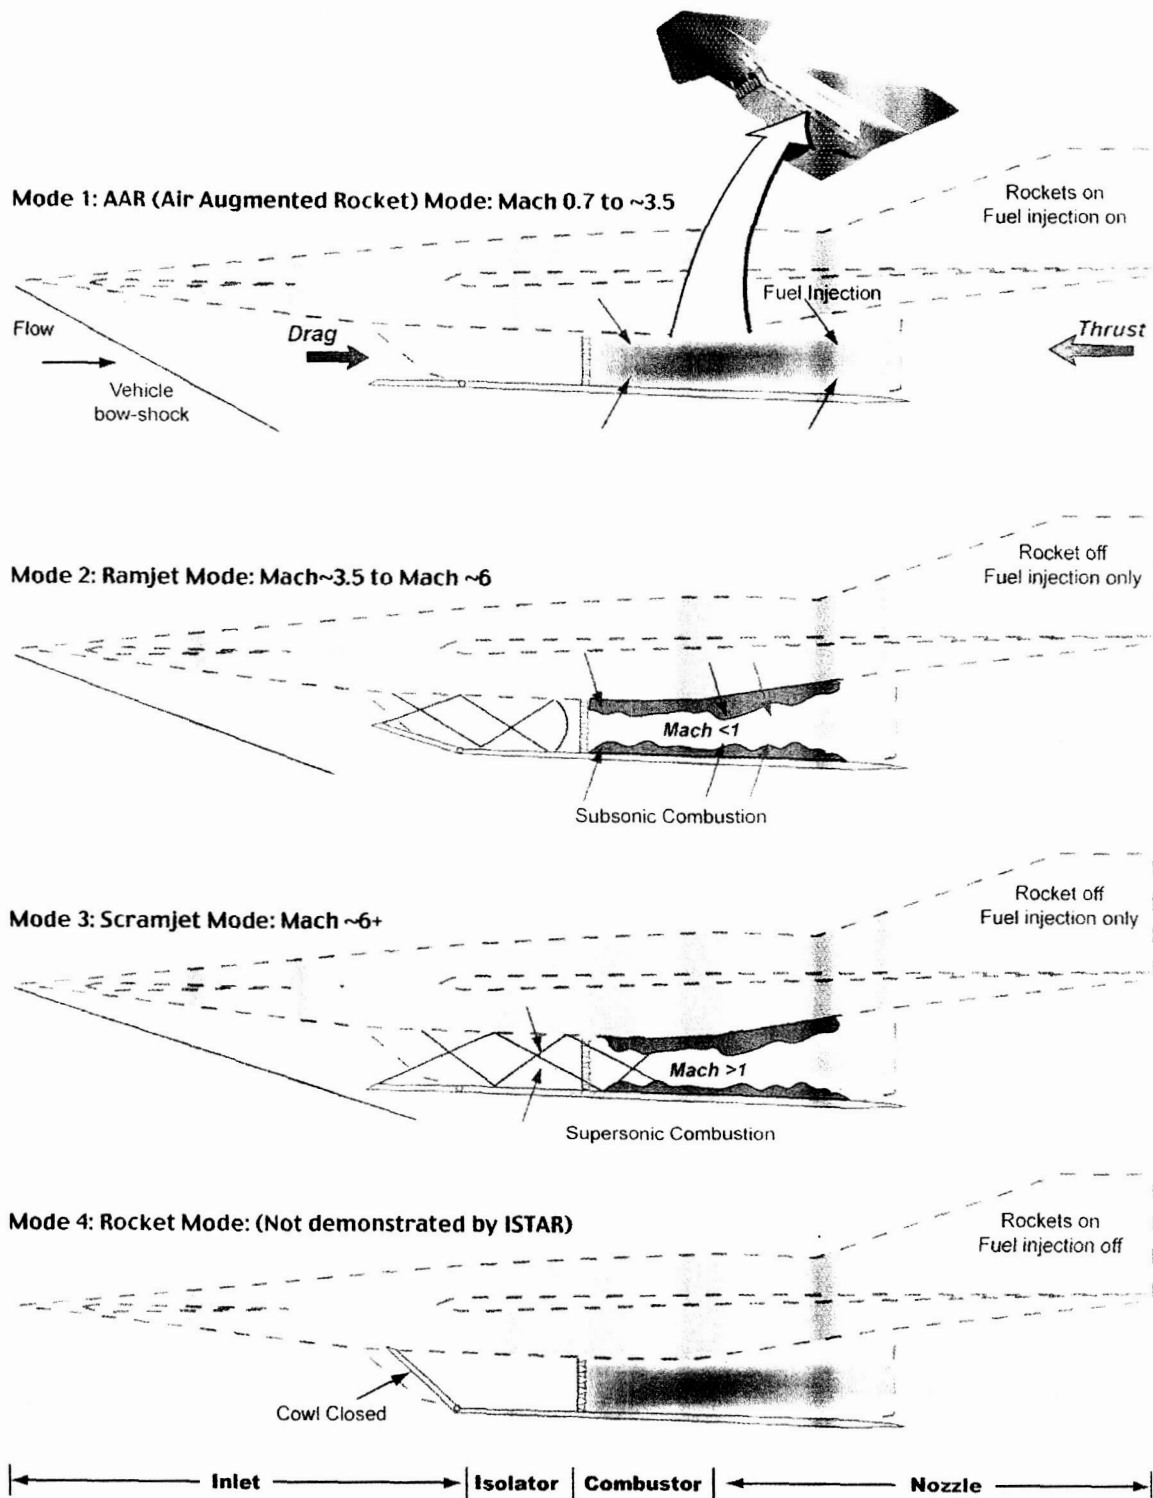 Mode 1: AAR (Air Augmented Rocket) Mode: Mach 0.7 to ~3.5
Rockets on
Fuel injection on
Fuel Injection
Flow
Drag
Thrust
Vehicle
bow-shock
Mode 2: Ramjet Mode: Mach~3.5 to Mach ~6
Rocket off
Fuel injection only
Mach <1
Subsonic Combustion
Mode 3: Scramjet Mode: Mach ~6+
Rocket off
Fuel injection only
Mach >1
Supersonic Combustion
Mode 4: Rocket Mode: (Not demonstrated by ISTAR)
Rockets on
Fuel injection off
Cowl Closed
Inlet Isolator Combustor Nozzle